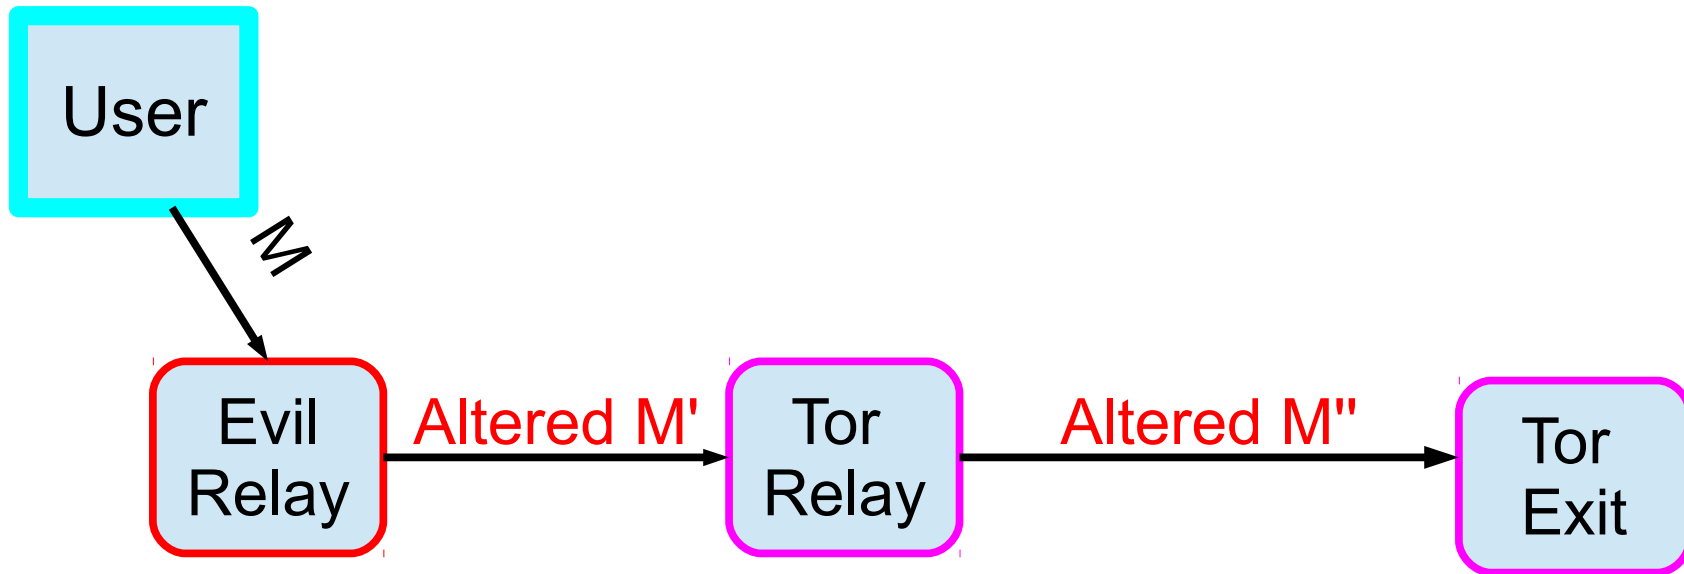 User
M
Evil
Relay
Altered M'
Tor
Relay
Altered M''
Tor
Exit